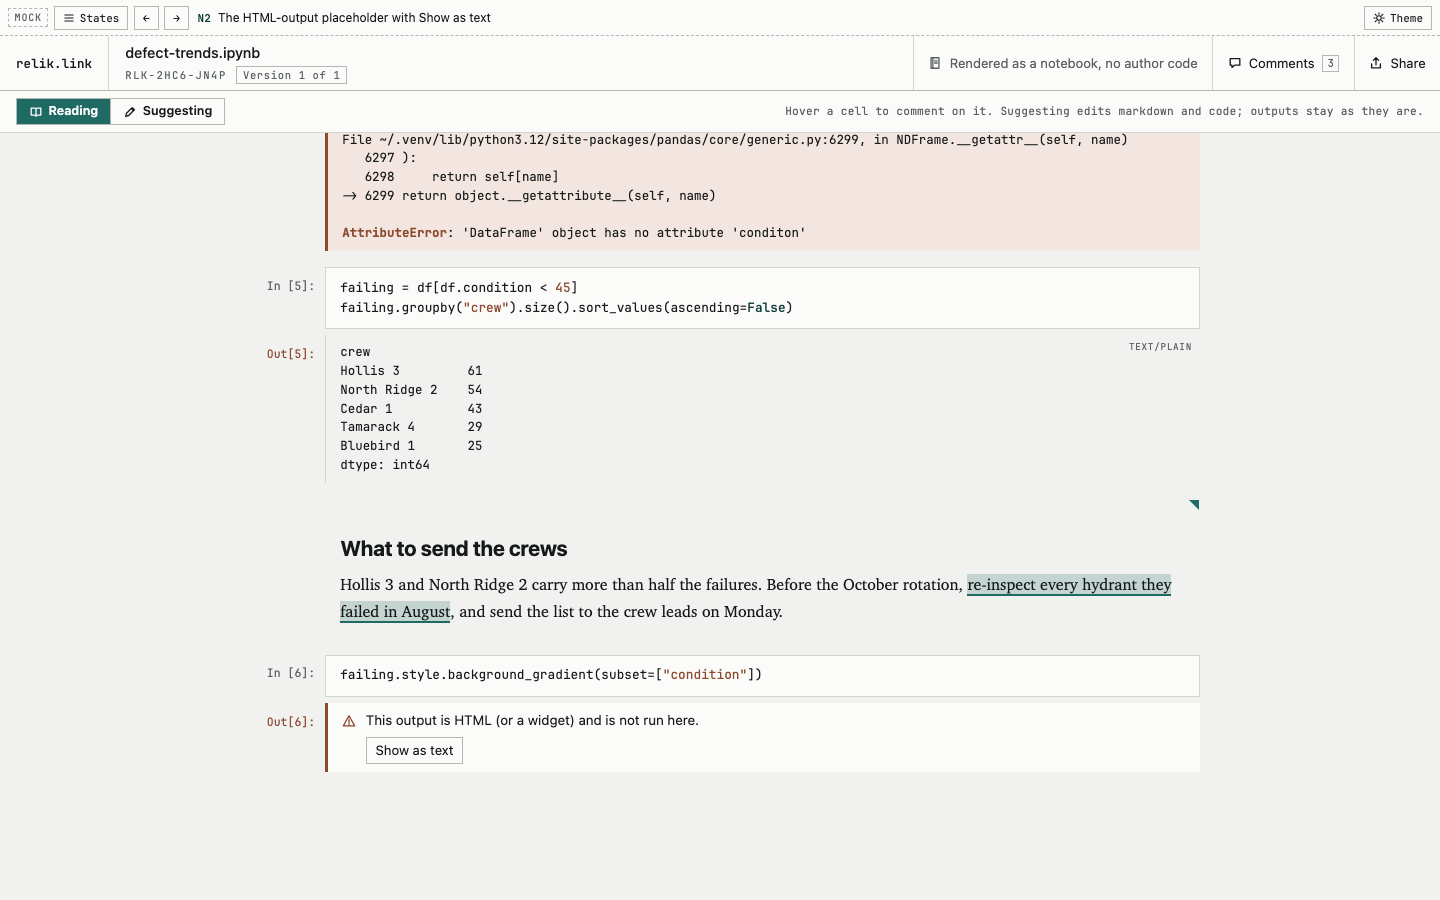 MOCK
States
←
→
N2 The HTML-output placeholder with Show as text
Theme
relik.link
defect-trends.ipynb
RLK-2HC6-JN4P Version 1 of 1
Rendered as a notebook, no author code
Comments 3
Share
Reading
Suggesting
Hover a cell to comment on it. Suggesting edits markdown and code; outputs stay as they are.
File ~/.venv/lib/python3.12/site-packages/pandas/core/generic.py:6299, in NDFrame.__getattr__(self, name)
6297 ):
6298     return self[name]
→ 6299 return object.__getattribute__(self, name)
AttributeError: 'DataFrame' object has no attribute 'conditon'
In [5]:
failing = df[df.condition < 45]
failing.groupby("crew").size().sort_values(ascending=False)
Out[5]:
TEXT/PLAIN
crew
Hollis 3         61
North Ridge 2    54
Cedar 1          43
Tamarack 4       29
Bluebird 1       25
dtype: int64
What to send the crews
Hollis 3 and North Ridge 2 carry more than half the failures. Before the October rotation, re-inspect every hydrant they
failed in August, and send the list to the crew leads on Monday.
In [6]:
failing.style.background_gradient(subset=["condition"])
Out[6]:
This output is HTML (or a widget) and is not run here.
Show as text